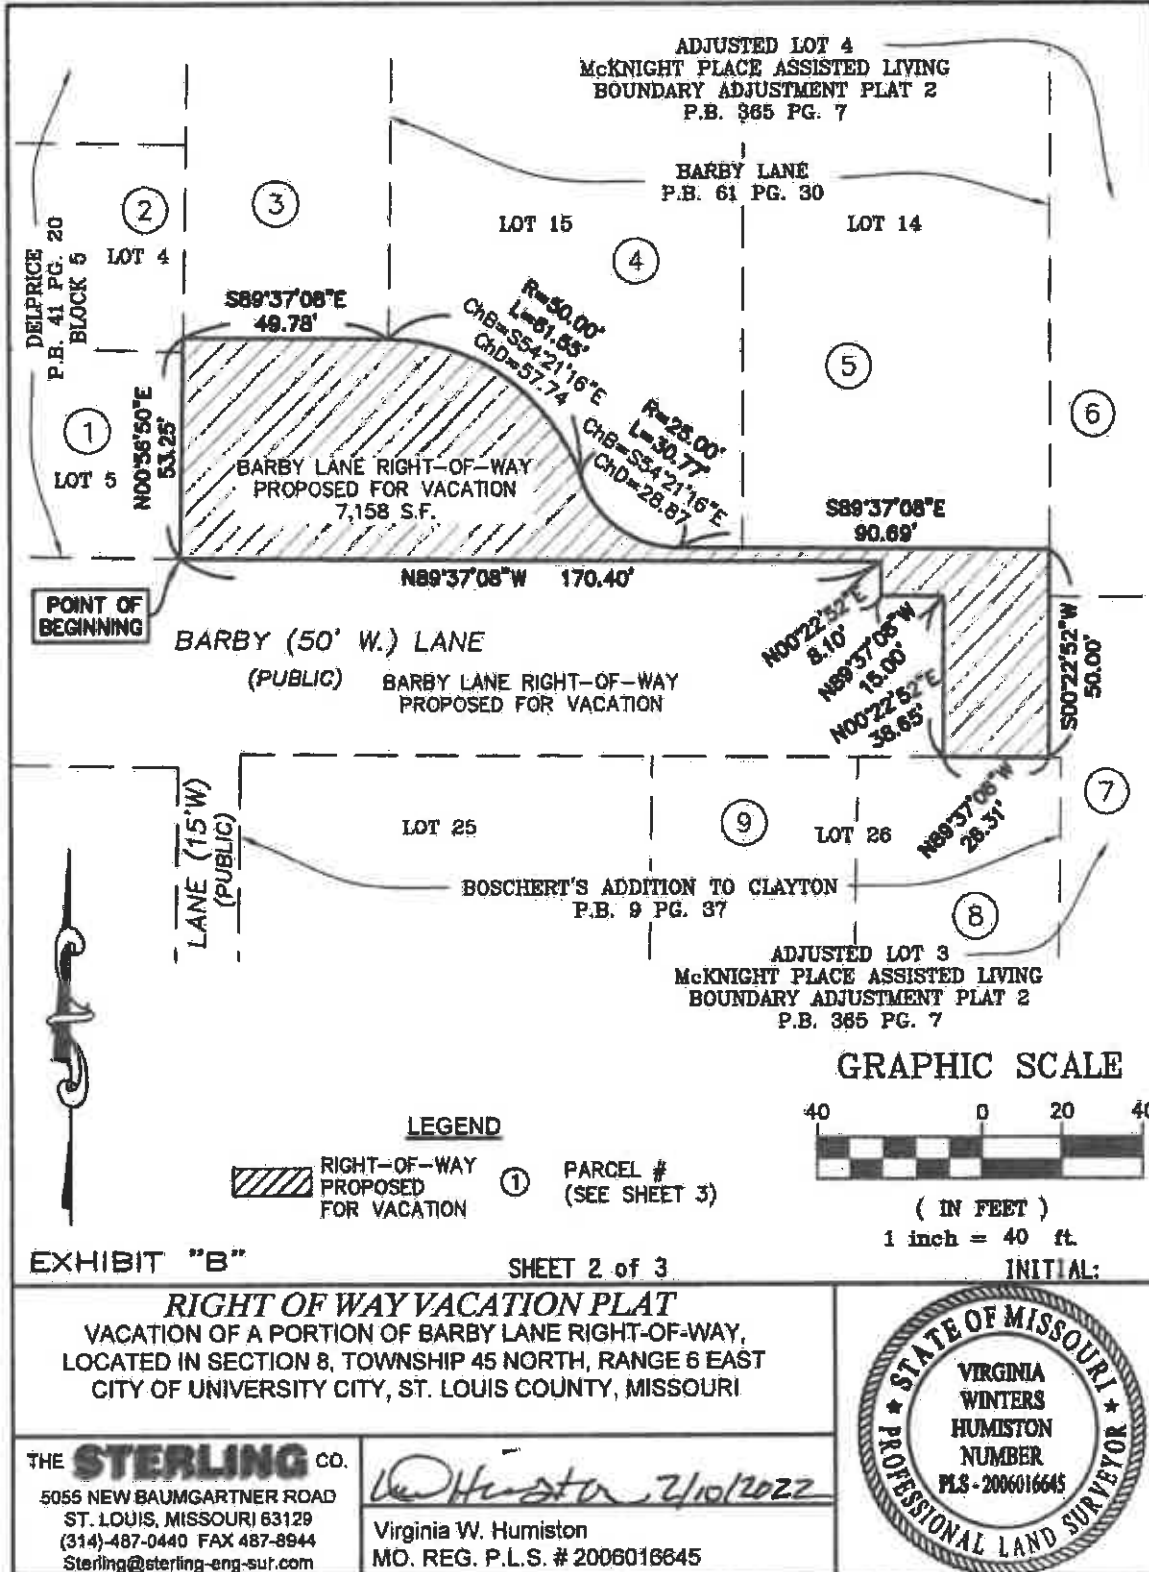 ADJUSTED LOT 4
McKNIGHT PLACE ASSISTED LIVING
BOUNDARY ADJUSTMENT PLAT 2
P.B. 365 PG. 7
BARBY LANE
P.B. 61 PG. 30
2
3
LOT 15
LOT 14
LOT 4
4
DELPRICE
P.B. 41 PG. 20
BLOCK 5
S89°37'08"E
49.78'
R=50.00'
L=61.55'
ChB=S54°21'16"E
ChD=57.74
5
6
1
LOT 5
N00°58'50"E
53.25'
R=25.00'
L=30.77'
ChB=S54°21'16"E
ChD=28.87
BARBY LANE RIGHT-OF-WAY
PROPOSED FOR VACATION
7,158 S.F.
S89°37'08"E
90.69'
N89°37'08"W 170.40'
POINT OF
BEGINNING
BARBY (50' W.) LANE
(PUBLIC)
BARBY LANE RIGHT-OF-WAY
PROPOSED FOR VACATION
N00°22'52"E
8.10'
N89°37'08"W
15.00'
N00°22'52"E
38.65'
S00°22'52"W
50.00'
N89°37'08"W
26.31'
7
LANE (15'W)
(PUBLIC)
LOT 25
9
LOT 26
BOSCHERT'S ADDITION TO CLAYTON
P.B. 9 PG. 37
8
ADJUSTED LOT 3
McKNIGHT PLACE ASSISTED LIVING
BOUNDARY ADJUSTMENT PLAT 2
P.B. 365 PG. 7
GRAPHIC SCALE
40 0 20 40
( IN FEET )
1 inch = 40 ft.
LEGEND
RIGHT-OF-WAY
PROPOSED
FOR VACATION
1
PARCEL #
(SEE SHEET 3)
EXHIBIT "B"
SHEET 2 of 3
INITIAL:
RIGHT OF WAY VACATION PLAT
VACATION OF A PORTION OF BARBY LANE RIGHT-OF-WAY,
LOCATED IN SECTION 8, TOWNSHIP 45 NORTH, RANGE 6 EAST
CITY OF UNIVERSITY CITY, ST. LOUIS COUNTY, MISSOURI
THE STERLING CO.
5055 NEW BAUMGARTNER ROAD
ST. LOUIS, MISSOURI 63129
(314)-487-0440 FAX 487-8944
Sterling@sterling-eng-sur.com
2/10/2022
Virginia W. Humiston
MO. REG. P.L.S. # 2006016645
STATE OF MISSOURI
VIRGINIA
WINTERS
HUMISTON
NUMBER
PLS - 2006016645
PROFESSIONAL LAND SURVEYOR